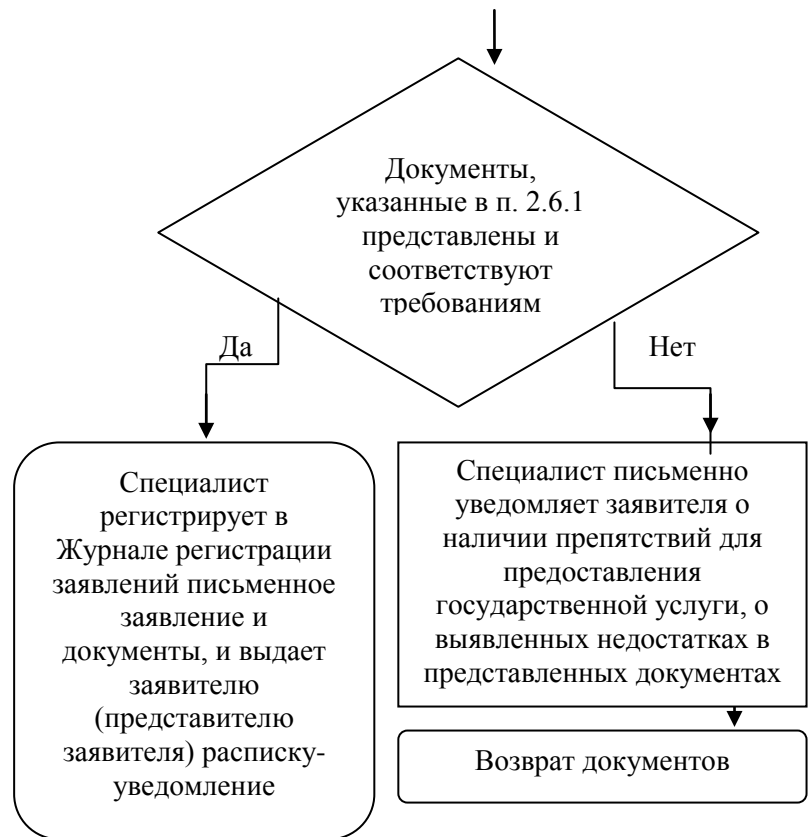 Документы,
указанные в п. 2.6.1
представлены и
соответствуют
требованиям
Да
Нет
Специалист
регистрирует в
Журнале регистрации
заявлений письменное
заявление и
документы, и выдает
заявителю
(представителю
заявителя) расписку-
уведомление
Специалист письменно
уведомляет заявителя о
наличии препятствий для
предоставления
государственной услуги, о
выявленных недостатках в
представленных документах
Возврат документов